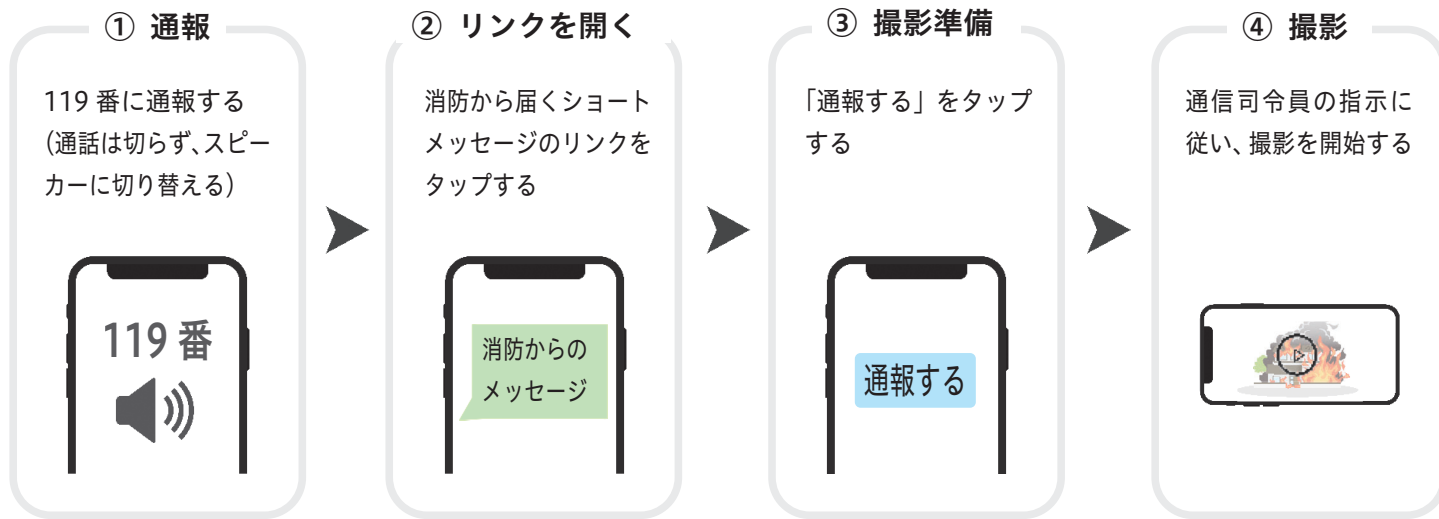 ① 通報
119 番に通報する
（通話は切らず、スピー
カーに切り替える）
119 番
② リンクを開く
消防から届くショート
メッセージのリンクを
タップする
消防からの
メッセージ
③ 撮影準備
「通報する」をタップ
する
通報する
④ 撮影
通信司令員の指示に
従い、撮影を開始する